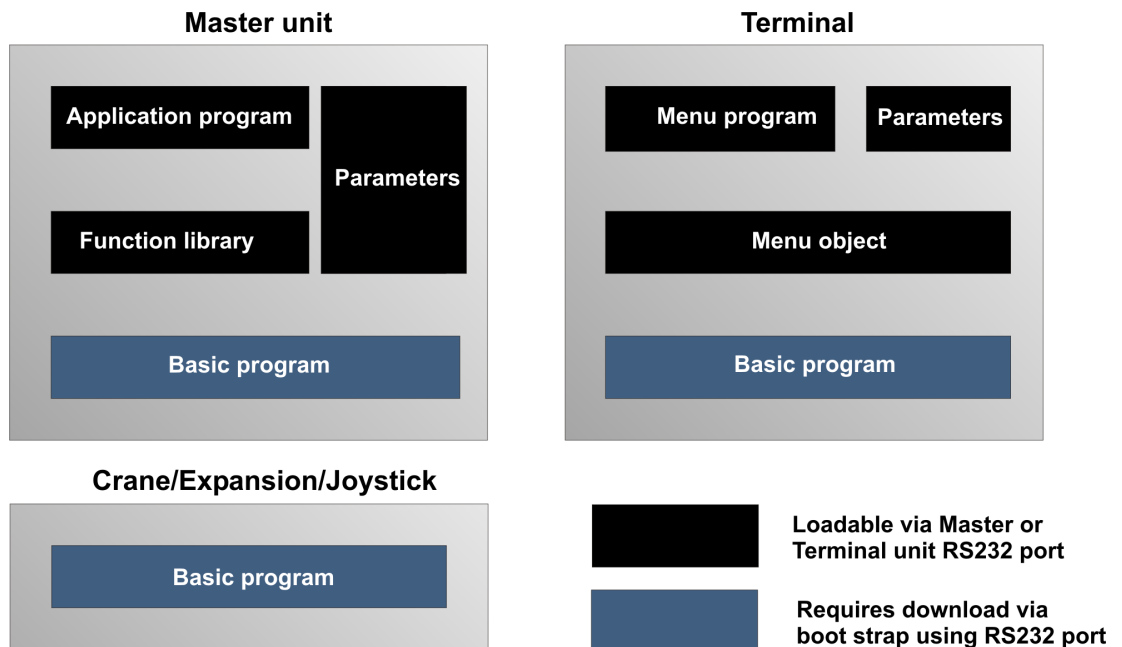 Master unit
Application program
Parameters
Function library
Basic program
Terminal
Menu program
Parameters
Menu object
Basic program
Crane/Expansion/Joystick
Basic program
Loadable via Master or
Terminal unit RS232 port
Requires download via
boot strap using RS232 port